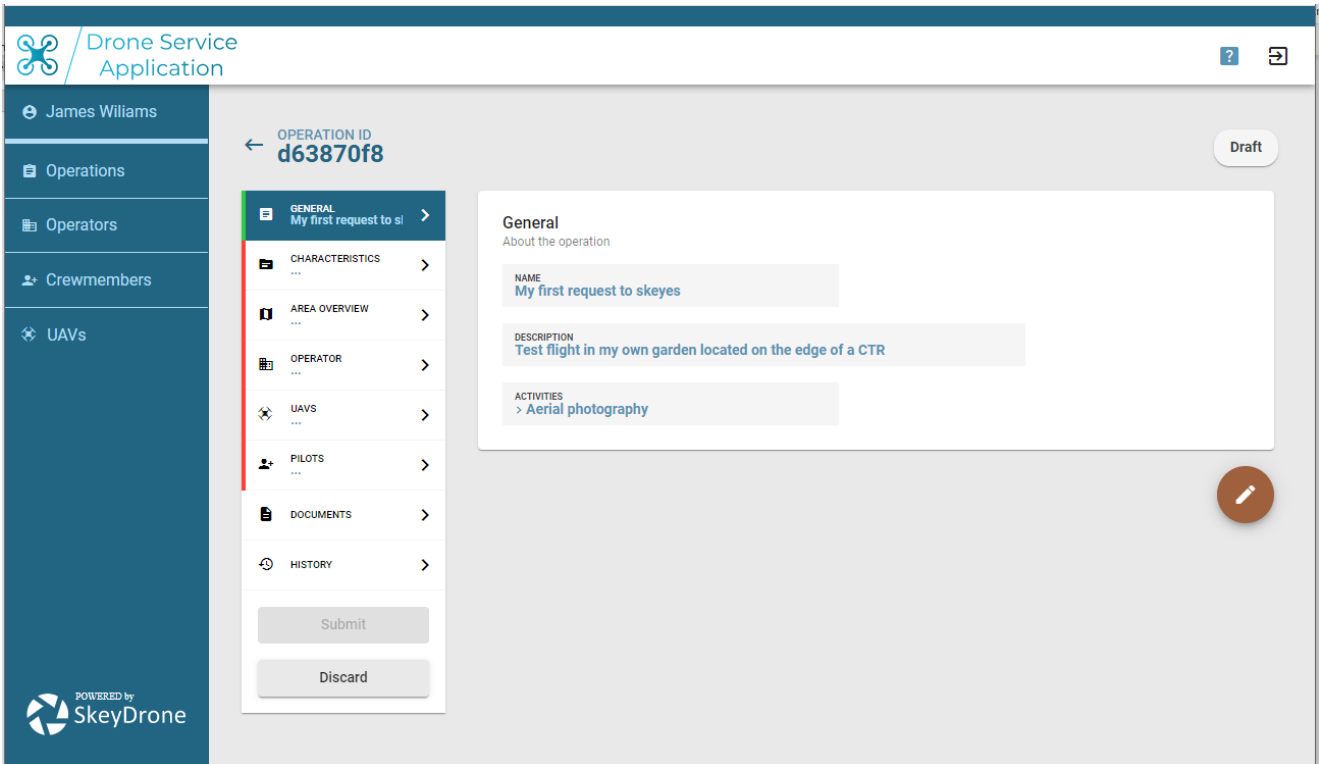 Drone Service
Application
?
James Wiliams
Operations
Operators
Crewmembers
UAVs
POWERED by
SkeyDrone
OPERATION ID
d63870f8
Draft
GENERAL
My first request to sl
CHARACTERISTICS
...
AREA OVERVIEW
...
OPERATOR
...
UAVS
...
PILOTS
...
DOCUMENTS
HISTORY
Submit
Discard
General
About the operation
NAME
My first request to skeyes
DESCRIPTION
Test flight in my own garden located on the edge of a CTR
ACTIVITIES
> Aerial photography